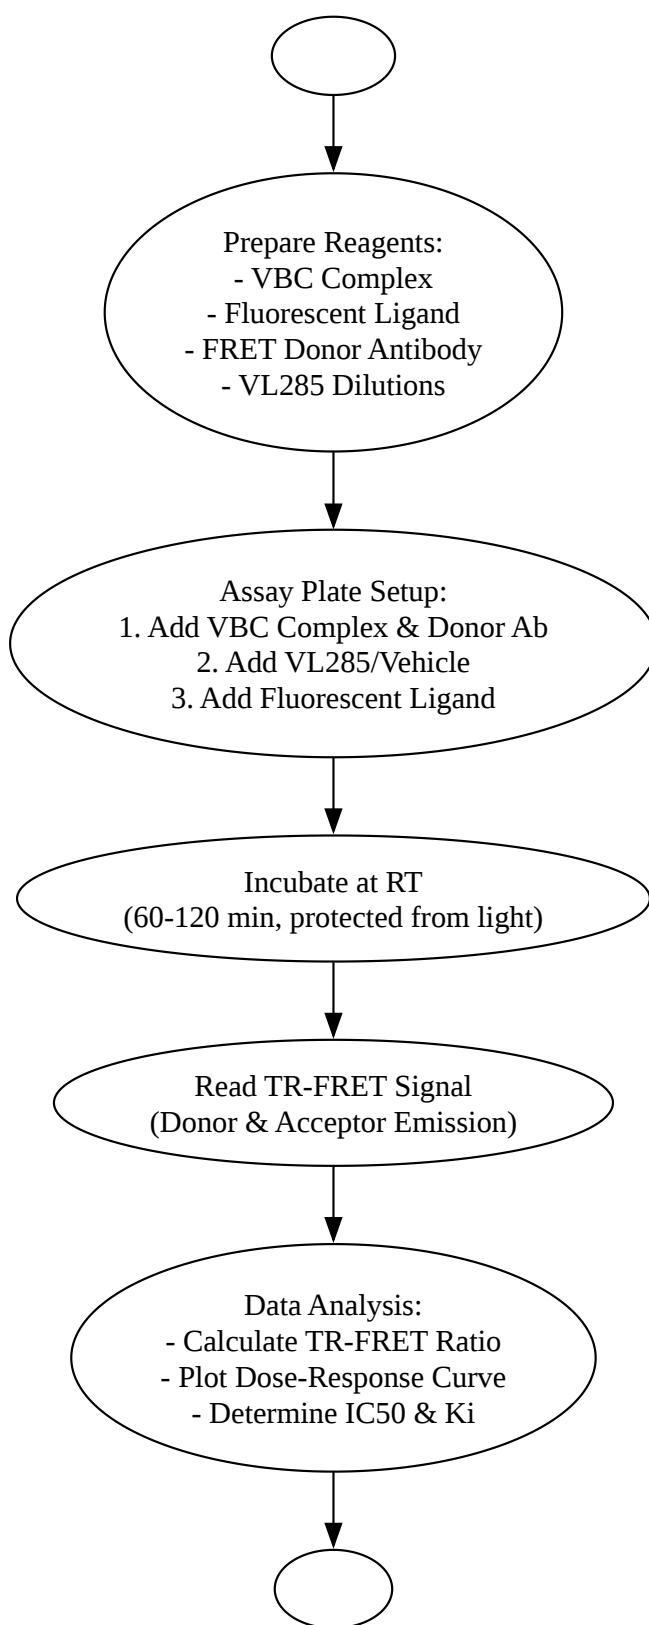 Prepare Reagents:
- VBC Complex
- Fluorescent Ligand
- FRET Donor Antibody
- VL285 Dilutions
Assay Plate Setup:
1. Add VBC Complex & Donor Ab
2. Add VL285/Vehicle
3. Add Fluorescent Ligand
Incubate at RT
(60-120 min, protected from light)
Read TR-FRET Signal
(Donor & Acceptor Emission)
Data Analysis:
- Calculate TR-FRET Ratio
- Plot Dose-Response Curve
- Determine IC50 & Ki